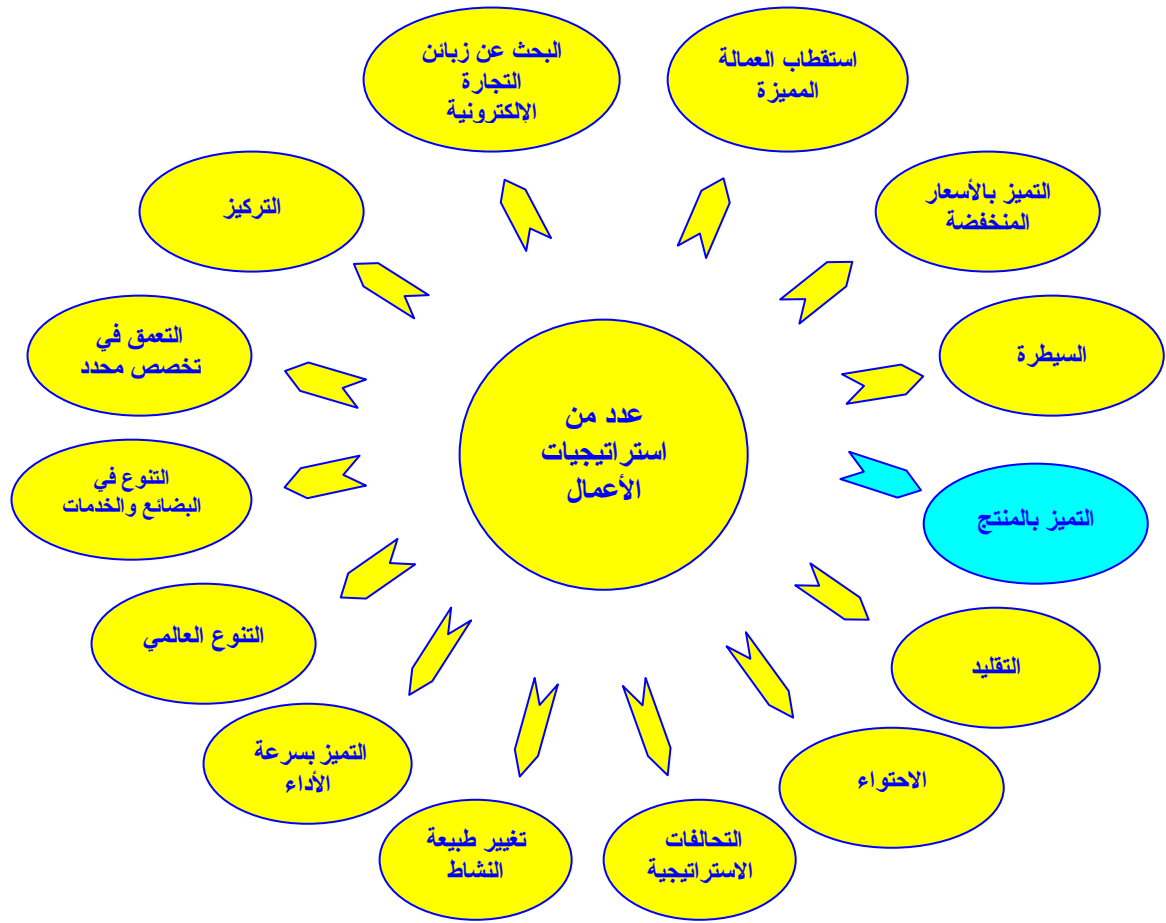 عدد من
استراتيجيات
الأعمال
استقطاب العمالة
المميزة
التميز بالأسعار
المنخفضة
السيطرة
التميز بالمنتج
التقليد
الاحتواء
التحالفات
الاستراتيجية
تغيير طبيعة
النشاط
التميز بسرعة
الأداء
التنوع العالمي
التنوع في
البضائع والخدمات
التعمق في
تخصص محدد
التركيز
البحث عن زبائن
التجارة
الإلكترونية